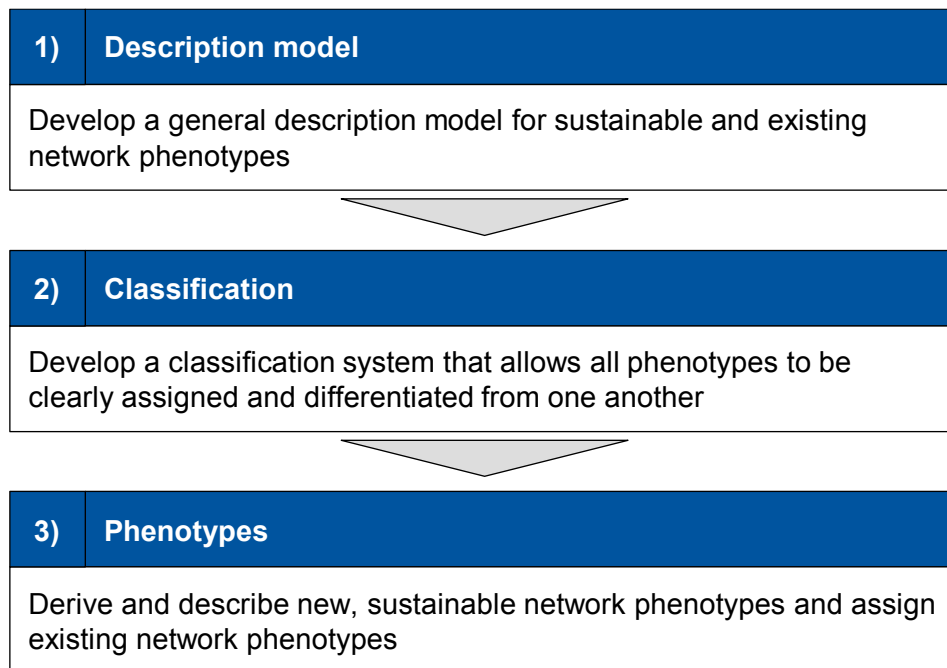 1) Description model
Develop a general description model for sustainable and existing
network phenotypes
2) Classification
Develop a classification system that allows all phenotypes to be
clearly assigned and differentiated from one another
3) Phenotypes
Derive and describe new, sustainable network phenotypes and assign
existing network phenotypes